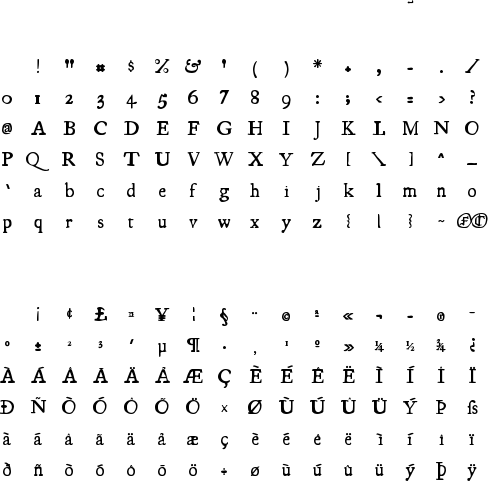 ! " # $ % & ' ( ) * + , - . /
0 1 2 3 4 5 6 7 8 9 : ; < = > ?
@ A B C D E F G H I J K L M N O
P Q R S T U V W X Y Z [ \ ] ^ _
` a b c d e f g h i j k l m n o
p q r s t u v w x y z { | } ~
¡ ¢ £ ¤ ¥ ¦ § ¨ © ª « ¬ - ® ¯
° ± ² ³ ´ µ ¶ · ¸ ¹ º » ¼ ½ ¾ ¿
À Á Â Ã Ä Å Æ Ç È É Ê Ë Ì Í Î Ï
Ð Ñ Ò Ó Ô Õ Ö × Ø Ù Ú Û Ü Ý Þ ß
à á â ã ä å æ ç è é ê ë ì í î ï
ð ñ ò ó ô õ ö ÷ ø ù ú û ü ý þ ÿ